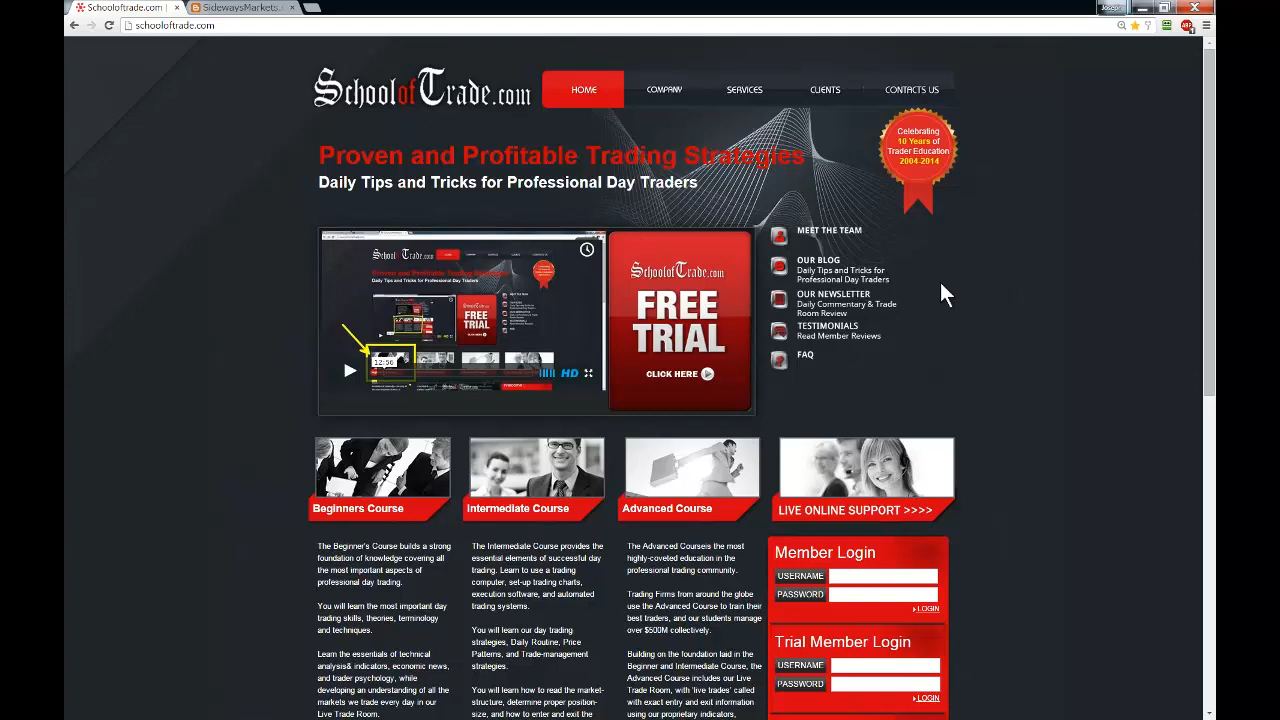 Schooloftrade.com |
SidewaysMarkets.
Joseph
schooloftrade.com
SchoolofTrade.com
HOME
COMPANY
SERVICES
CLIENTS
CONTACTS US
Celebrating
10 Years of
Trader Education
2004-2014
Proven and Profitable Trading Strategies
Daily Tips and Tricks for Professional Day Traders
SchoolofTrade.com
FREE
TRIAL
12:56
HD
SchoolofTrade.com
FREE
TRIAL
CLICK HERE
MEET THE TEAM
OUR BLOG
Daily Tips and Tricks for
Professional Day Traders
OUR NEWSLETTER
Daily Commentary & Trade
Room Review
TESTIMONIALS
Read Member Reviews
FAQ
Beginners Course
Intermediate Course
Advanced Course
LIVE ONLINE SUPPORT >>>>
The Beginner's Course builds a strong
foundation of knowledge covering all
the most important aspects of
professional day trading.
You will learn the most important day
trading skills, theories, terminology
and techniques.
Learn the essentials of technical
analysis& indicators, economic news,
and trader psychology, while
developing an understanding of all the
markets we trade every day in our
Live Trade Room.
The Intermediate Course provides the
essential elements of successful day
trading. Learn to use a trading
computer, set-up trading charts,
execution software, and automated
trading systems.
You will learn our day trading
strategies, Daily Routine, Price
Patterns, and Trade-management
strategies.
You will learn how to read the market-
structure, determine proper position-
size, and how to enter and exit the
The Advanced Courseis the most
highly-coveted education in the
professional trading community.
Trading Firms from around the globe
use the Advanced Course to train their
best traders, and our students manage
over $500M collectively.
Building on the foundation laid in the
Beginner and Intermediate Course, the
Advanced Course includes our Live
Trade Room, with 'live trades' called
with exact entry and exit information
using our proprietary indicators,
Member Login
USERNAME
PASSWORD
LOGIN
Trial Member Login
USERNAME
PASSWORD
LOGIN